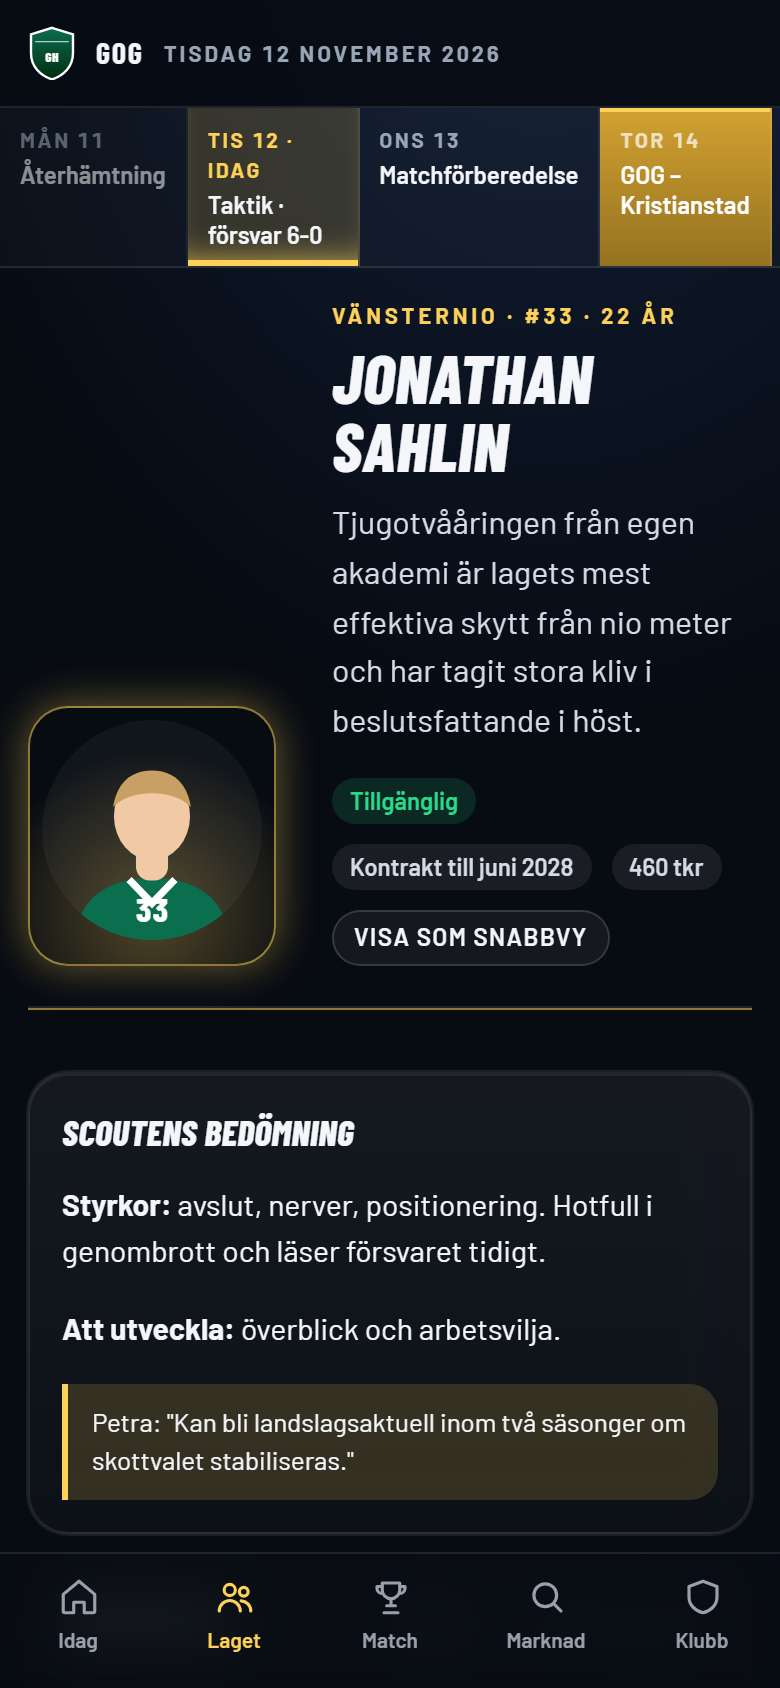 GH
GOG TISDAG 12 NOVEMBER 2026
MÅN 11
Återhämtning
TIS 12 ·
IDAG
Taktik ·
försvar 6-0
ONS 13
Matchförberedelse
TOR 14
GOG –
Kristianstad
VÄNSTERNIO · #33 · 22 ÅR
JONATHAN
SAHLIN
Tjugotvååringen från egen
akademi är lagets mest
effektiva skytt från nio meter
och har tagit stora kliv i
beslutsfattande i höst.
33
Tillgänglig
Kontrakt till juni 2028
460 tkr
VISA SOM SNABBVY
SCOUTENS BEDÖMNING
Styrkor: avslut, nerver, positionering. Hotfull i
genombrott och läser försvaret tidigt.
Att utveckla: överblick och arbetsvilja.
Petra: "Kan bli landslagsaktuell inom två säsonger om
skottvalet stabiliseras."
Idag
Laget
Match
Marknad
Klubb